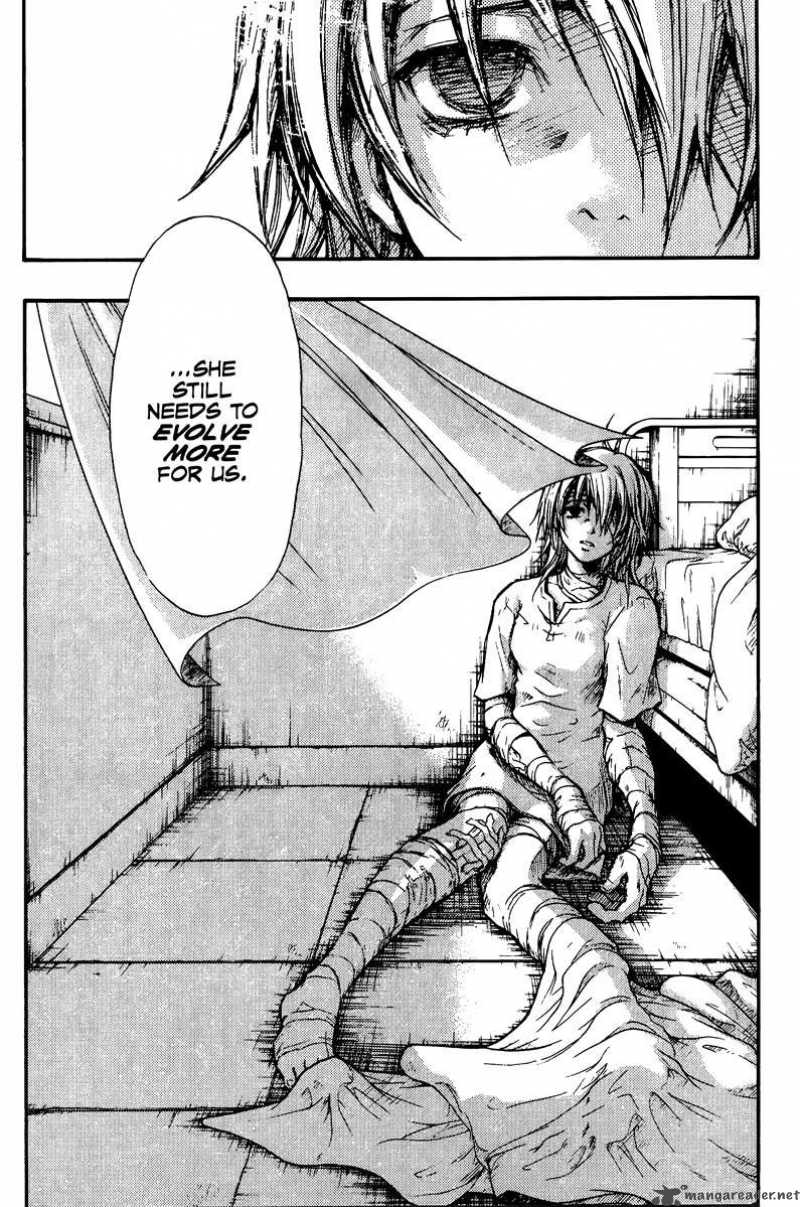 ...SHE
STILL
NEEDS TO
EVOLVE
MORE
FOR US.
mangareader.net